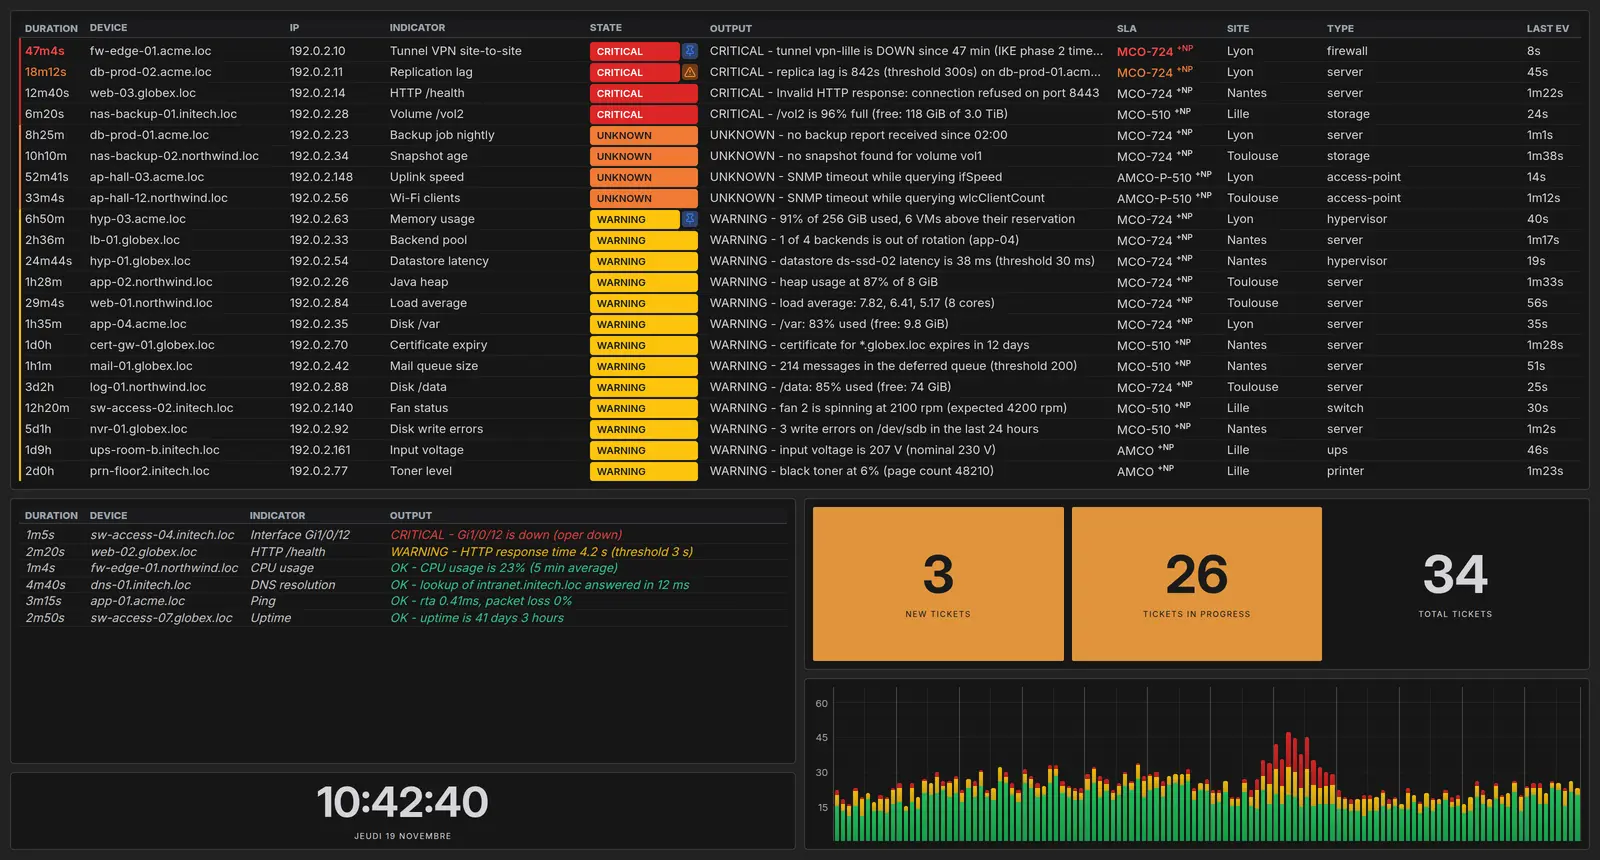 DURATION DEVICE IP INDICATOR STATE OUTPUT SLA SITE TYPE LAST EV
47m4s fw-edge-01.acme.loc 192.0.2.10 Tunnel VPN site-to-site CRITICAL CRITICAL - tunnel vpn-lille is DOWN since 47 min (IKE phase 2 time... MCO-724 +NP Lyon firewall 8s
18m12s db-prod-02.acme.loc 192.0.2.11 Replication lag CRITICAL CRITICAL - replica lag is 842s (threshold 300s) on db-prod-01.acm... MCO-724 +NP Lyon server 45s
12m40s web-03.globex.loc 192.0.2.14 HTTP /health CRITICAL CRITICAL - Invalid HTTP response: connection refused on port 8443 MCO-724 +NP Nantes server 1m22s
6m20s nas-backup-01.initech.loc 192.0.2.28 Volume /vol2 CRITICAL CRITICAL - /vol2 is 96% full (free: 118 GiB of 3.0 TiB) MCO-510 +NP Lille storage 24s
8h25m db-prod-01.acme.loc 192.0.2.23 Backup job nightly UNKNOWN UNKNOWN - no backup report received since 02:00 MCO-724 +NP Lyon server 1m1s
10h10m nas-backup-02.northwind.loc 192.0.2.34 Snapshot age UNKNOWN UNKNOWN - no snapshot found for volume vol1 MCO-724 +NP Toulouse storage 1m38s
52m41s ap-hall-03.acme.loc 192.0.2.148 Uplink speed UNKNOWN UNKNOWN - SNMP timeout while querying ifSpeed AMCO-P-510 +NP Lyon access-point 14s
33m4s ap-hall-12.northwind.loc 192.0.2.56 Wi-Fi clients UNKNOWN UNKNOWN - SNMP timeout while querying wlcClientCount AMCO-P-510 +NP Toulouse access-point 1m12s
6h50m hyp-03.acme.loc 192.0.2.63 Memory usage WARNING WARNING - 91% of 256 GiB used, 6 VMs above their reservation MCO-724 +NP Lyon hypervisor 40s
2h36m lb-01.globex.loc 192.0.2.33 Backend pool WARNING WARNING - 1 of 4 backends is out of rotation (app-04) MCO-724 +NP Nantes server 1m17s
24m44s hyp-01.globex.loc 192.0.2.54 Datastore latency WARNING WARNING - datastore ds-ssd-02 latency is 38 ms (threshold 30 ms) MCO-724 +NP Nantes hypervisor 19s
1h28m app-02.northwind.loc 192.0.2.26 Java heap WARNING WARNING - heap usage at 87% of 8 GiB MCO-724 +NP Toulouse server 1m33s
29m4s web-01.northwind.loc 192.0.2.84 Load average WARNING WARNING - load average: 7.82, 6.41, 5.17 (8 cores) MCO-724 +NP Toulouse server 56s
1h35m app-04.acme.loc 192.0.2.35 Disk /var WARNING WARNING - /var: 83% used (free: 9.8 GiB) MCO-724 +NP Lyon server 35s
1d0h cert-gw-01.globex.loc 192.0.2.70 Certificate expiry WARNING WARNING - certificate for *.globex.loc expires in 12 days MCO-510 +NP Nantes server 1m28s
1h1m mail-01.globex.loc 192.0.2.42 Mail queue size WARNING WARNING - 214 messages in the deferred queue (threshold 200) MCO-510 +NP Nantes server 51s
3d2h log-01.northwind.loc 192.0.2.88 Disk /data WARNING WARNING - /data: 85% used (free: 74 GiB) MCO-724 +NP Toulouse server 25s
12h20m sw-access-02.initech.loc 192.0.2.140 Fan status WARNING WARNING - fan 2 is spinning at 2100 rpm (expected 4200 rpm) MCO-510 +NP Lille switch 30s
5d1h nvr-01.globex.loc 192.0.2.92 Disk write errors WARNING WARNING - 3 write errors on /dev/sdb in the last 24 hours MCO-510 +NP Nantes server 1m2s
1d9h ups-room-b.initech.loc 192.0.2.161 Input voltage WARNING WARNING - input voltage is 207 V (nominal 230 V) AMCO +NP Lille ups 46s
2d0h prn-floor2.initech.loc 192.0.2.77 Toner level WARNING WARNING - black toner at 6% (page count 48210) AMCO +NP Lille printer 1m23s
DURATION DEVICE INDICATOR OUTPUT
1m5s sw-access-04.initech.loc Interface Gi1/0/12 CRITICAL - Gi1/0/12 is down (oper down)
2m20s web-02.globex.loc HTTP /health WARNING - HTTP response time 4.2 s (threshold 3 s)
1m4s fw-edge-01.northwind.loc CPU usage OK - CPU usage is 23% (5 min average)
4m40s dns-01.initech.loc DNS resolution OK - lookup of intranet.initech.loc answered in 12 ms
3m15s app-01.acme.loc Ping OK - rta 0.41ms, packet loss 0%
2m50s sw-access-07.globex.loc Uptime OK - uptime is 41 days 3 hours
10:42:40
JEUDI 19 NOVEMBRE
3
NEW TICKETS
26
TICKETS IN PROGRESS
34
TOTAL TICKETS
60
45
30
15